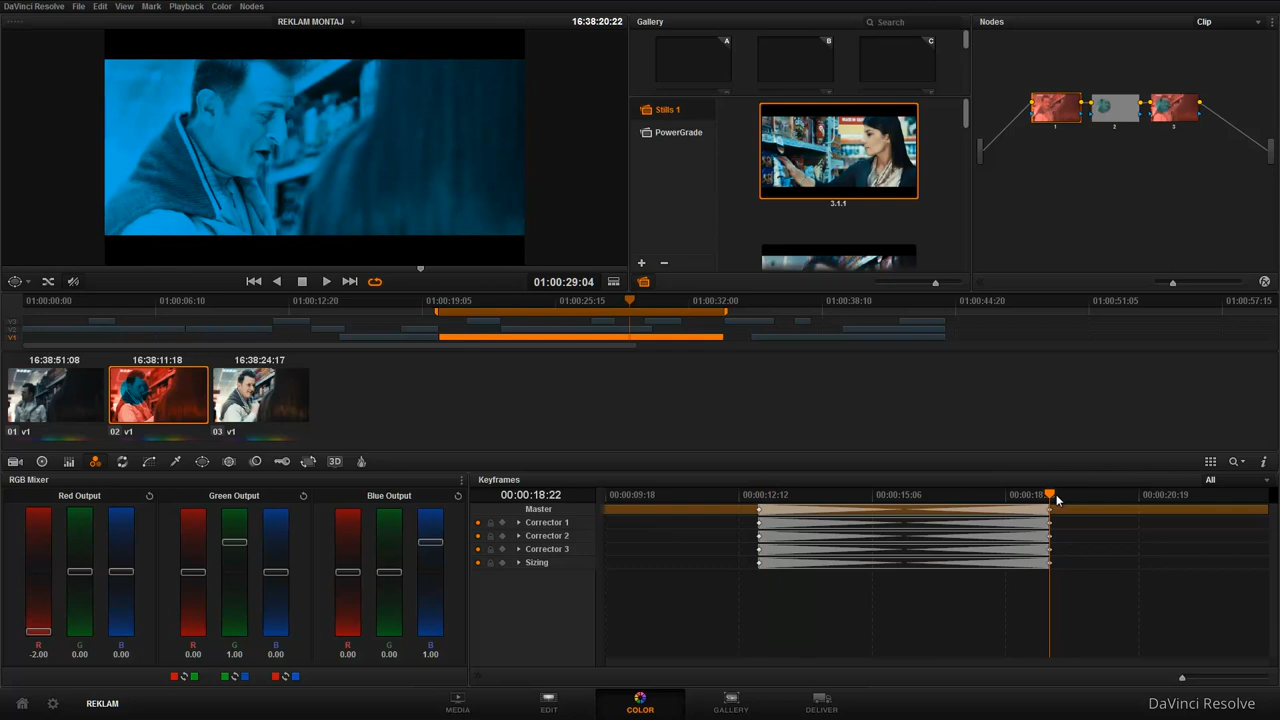 DaVinci Resolve File Edit View Mark Playback Color Nodes
REKLAM MONTAJ 16:38:20:22 Gallery Search Nodes Clip
A B C
Stills 1
PowerGrade
3.1.1
1 2 3
01:00:29:04
01:00:00:00 01:00:06:10 01:00:12:20 01:00:19:05 01:00:25:15 01:00:32:00 01:00:38:10 01:00:44:20 01:00:51:05 01:00:57:15
V3
V2
V1
16:38:51:08 16:38:11:18 16:38:24:17
01 v1 02 v1 03 v1
3D
RGB Mixer Keyframes All
Red Output Green Output Blue Output 00:00:18:22 00:00:09:18 00:00:12:12 00:00:15:06 00:00:18 00:00:20:19
Master
Corrector 1
Corrector 2
Corrector 3
Sizing
R G B R G B R G B
-2.00 0.00 0.00 0.00 1.00 0.00 0.00 0.00 1.00
REKLAM MEDIA EDIT COLOR GALLERY DELIVER DaVinci Resolve